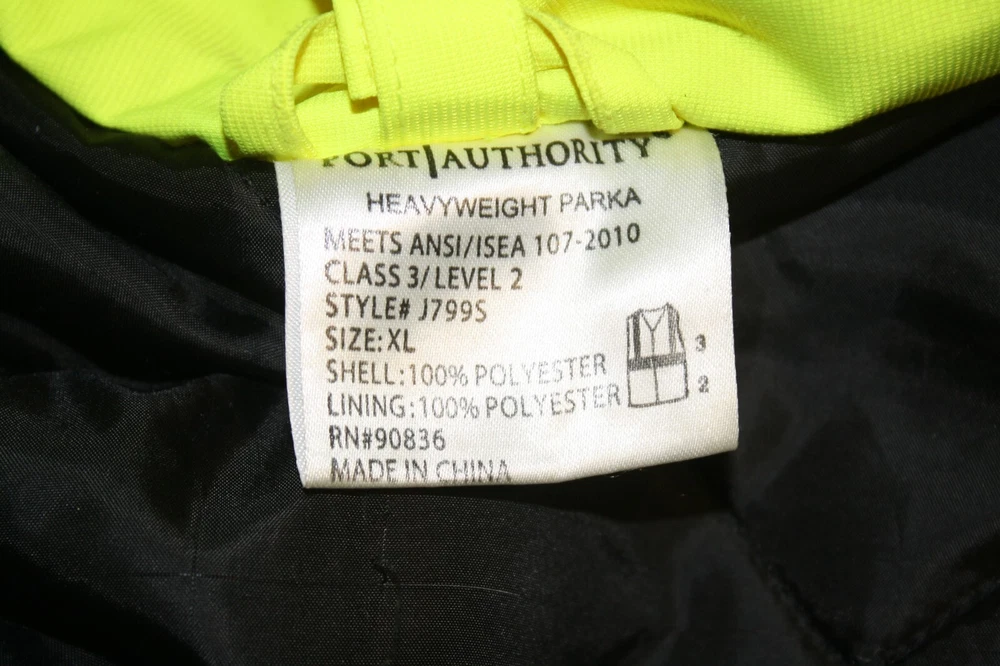 PORT AUTHORITY
HEAVYWEIGHT PARKA
MEETS ANSI/ISEA 107-2010
CLASS 3/ LEVEL 2
STYLE# J799S
SIZE: XL
SHELL: 100% POLYESTER
LINING: 100% POLYESTER
RN#90836
MADE IN CHINA
3
2